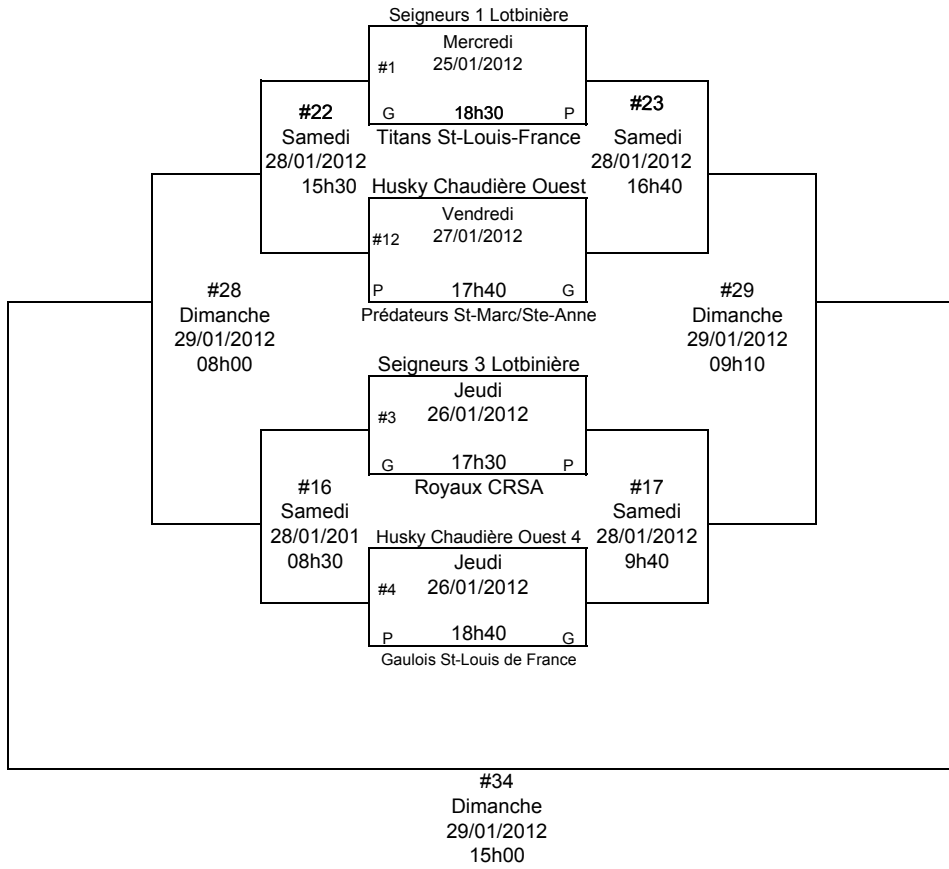 Seigneurs 1 Lotbinière
Mercredi
#1 25/01/2012
G 18h30 P
Titans St-Louis-France
#22
Samedi
28/01/2012
15h30
#23
Samedi
28/01/2012
16h40
Husky Chaudière Ouest
Vendredi
#12 27/01/2012
P 17h40 G
Prédateurs St-Marc/Ste-Anne
#28
Dimanche
29/01/2012
08h00
#29
Dimanche
29/01/2012
09h10
Seigneurs 3 Lotbinière
Jeudi
#3 26/01/2012
G 17h30 P
Royaux CRSA
#16
Samedi
28/01/201
08h30
#17
Samedi
28/01/2012
9h40
Husky Chaudière Ouest 4
Jeudi
#4 26/01/2012
P 18h40 G
Gaulois St-Louis de France
#34
Dimanche
29/01/2012
15h00